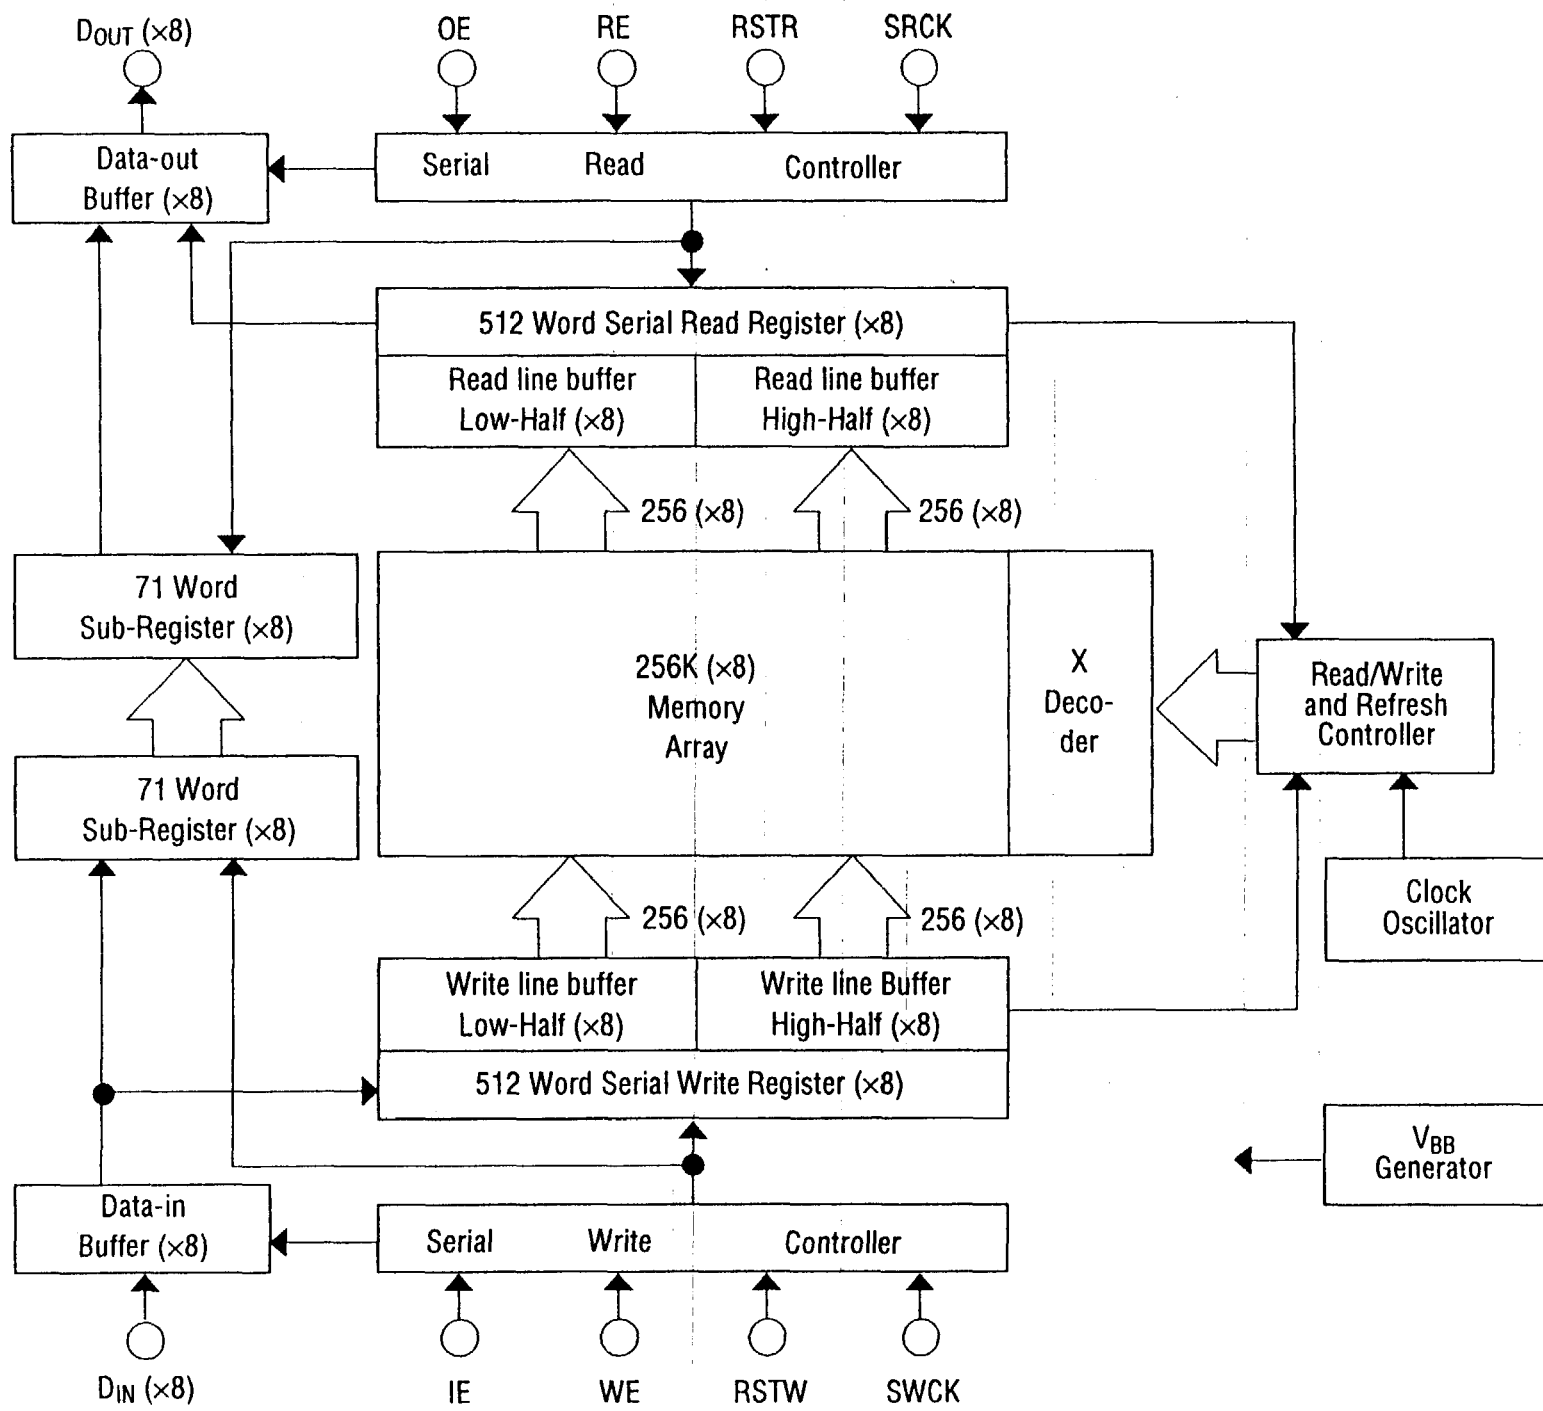 DOUT (×8)
OE
RE
RSTR
SRCK
Data-out
Buffer (×8)
Serial Read Controller
512 Word Serial Read Register (×8)
Read line buffer
Low-Half (×8)
Read line buffer
High-Half (×8)
256 (×8)
256 (×8)
71 Word
Sub-Register (×8)
256K (×8)
Memory
Array
X
Deco-
der
Read/Write
and Refresh
Controller
71 Word
Sub-Register (×8)
Clock
Oscillator
256 (×8)
256 (×8)
Write line buffer
Low-Half (×8)
Write line Buffer
High-Half (×8)
512 Word Serial Write Register (×8)
VBB
Generator
Data-in
Buffer (×8)
Serial Write Controller
DIN (×8)
IE
WE
RSTW
SWCK